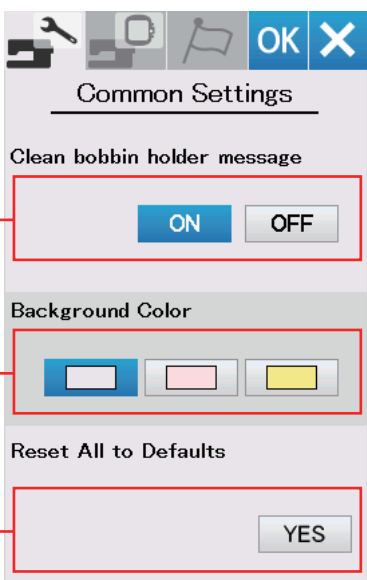 OK
Common Settings
Clean bobbin holder message
ON OFF
Background Color
Reset All to Defaults
YES